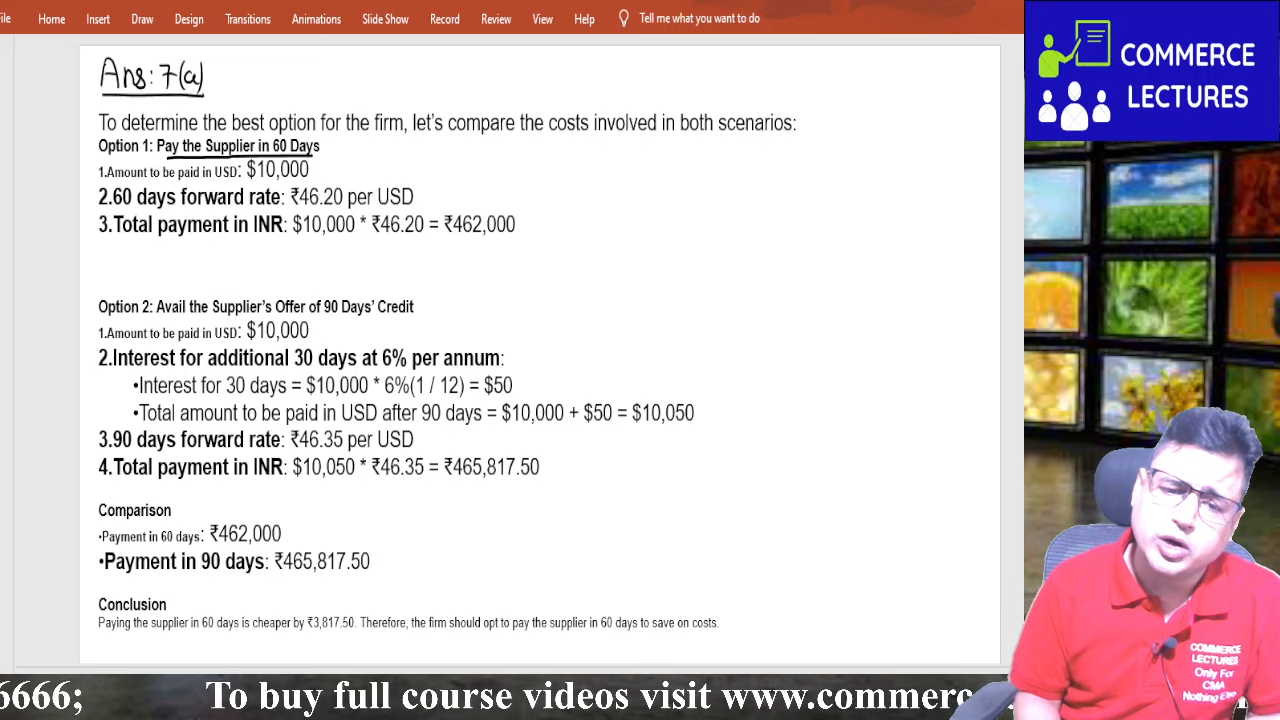 File Home Insert Draw Design Transitions Animations Slide Show Record Review View Help Tell me what you want to do
COMMERCE
LECTURES
Ans: 7(a)
To determine the best option for the firm, let's compare the costs involved in both scenarios:
Option 1: Pay the Supplier in 60 Days
1.Amount to be paid in USD: $10,000
2.60 days forward rate: ₹46.20 per USD
3.Total payment in INR: $10,000 * ₹46.20 = ₹462,000
Option 2: Avail the Supplier's Offer of 90 Days' Credit
1.Amount to be paid in USD: $10,000
2.Interest for additional 30 days at 6% per annum:
•Interest for 30 days = $10,000 * 6%(1 / 12) = $50
•Total amount to be paid in USD after 90 days = $10,000 + $50 = $10,050
3.90 days forward rate: ₹46.35 per USD
4.Total payment in INR: $10,050 * ₹46.35 = ₹465,817.50
Comparison
•Payment in 60 days: ₹462,000
•Payment in 90 days: ₹465,817.50
Conclusion
Paying the supplier in 60 days is cheaper by ₹3,817.50. Therefore, the firm should opt to pay the supplier in 60 days to save on costs.
COMMERCE
LECTURES
Only For
CMA
6666; To buy full course videos visit www.commerc